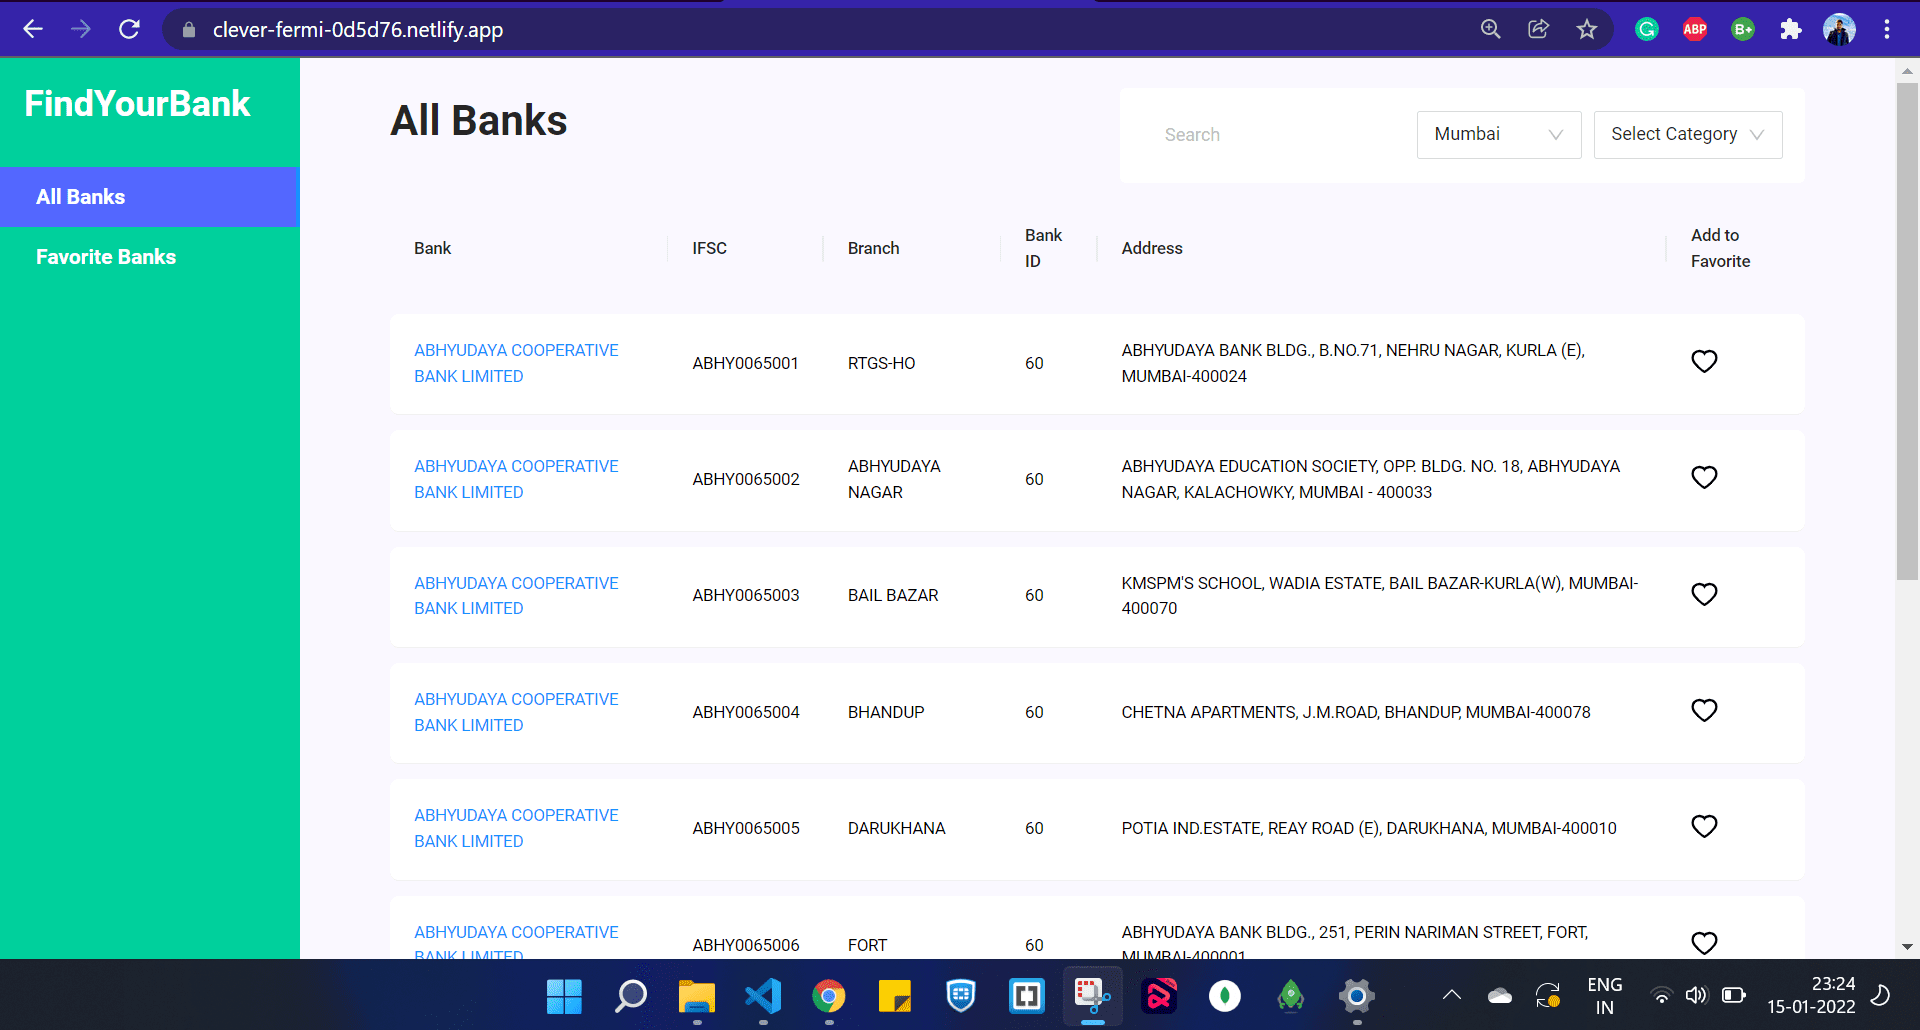 clever-fermi-0d5d76.netlify.app
ABP
B+
FindYourBank
All Banks
Favorite Banks
All Banks
Search
Mumbai
Select Category
Bank
IFSC
Branch
Bank
ID
Address
Add to
Favorite
ABHYUDAYA COOPERATIVE
BANK LIMITED
ABHY0065001
RTGS-HO
60
ABHYUDAYA BANK BLDG., B.NO.71, NEHRU NAGAR, KURLA (E),
MUMBAI-400024
ABHYUDAYA COOPERATIVE
BANK LIMITED
ABHY0065002
ABHYUDAYA
NAGAR
60
ABHYUDAYA EDUCATION SOCIETY, OPP. BLDG. NO. 18, ABHYUDAYA
NAGAR, KALACHOWKY, MUMBAI - 400033
ABHYUDAYA COOPERATIVE
BANK LIMITED
ABHY0065003
BAIL BAZAR
60
KMSPM'S SCHOOL, WADIA ESTATE, BAIL BAZAR-KURLA(W), MUMBAI-
400070
ABHYUDAYA COOPERATIVE
BANK LIMITED
ABHY0065004
BHANDUP
60
CHETNA APARTMENTS, J.M.ROAD, BHANDUP, MUMBAI-400078
ABHYUDAYA COOPERATIVE
BANK LIMITED
ABHY0065005
DARUKHANA
60
POTIA IND.ESTATE, REAY ROAD (E), DARUKHANA, MUMBAI-400010
ABHYUDAYA COOPERATIVE
BANK LIMITED
ABHY0065006
FORT
60
ABHYUDAYA BANK BLDG., 251, PERIN NARIMAN STREET, FORT,
MUMBAI-400001
ENG
IN
23:24
15-01-2022